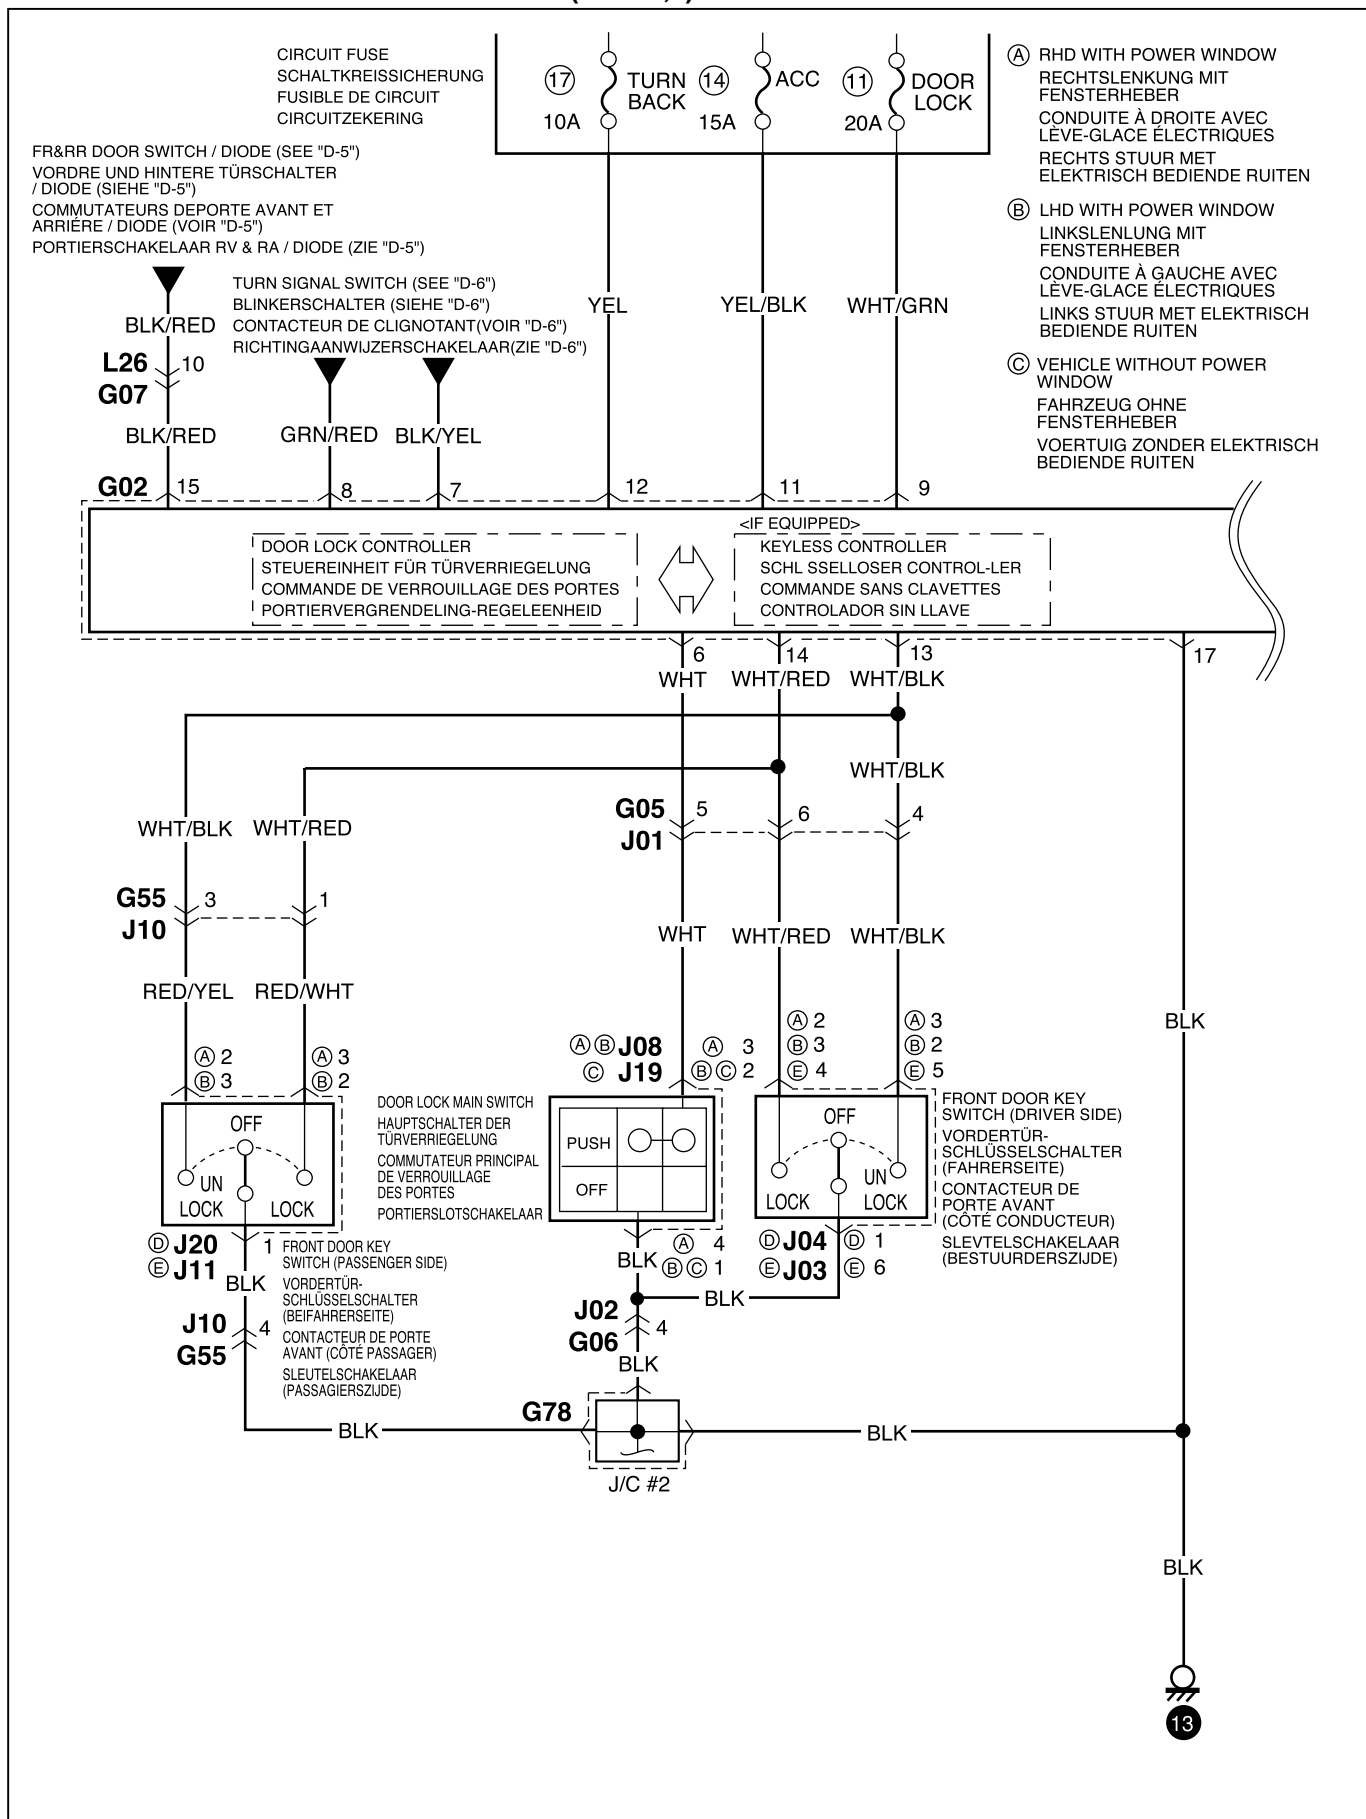 CIRCUIT FUSE
SCHALTKREISSICHERUNG
FUSIBLE DE CIRCUIT
CIRCUITZEKERING
17 TURN BACK 10A
14 ACC 15A
11 DOOR LOCK 20A
A RHD WITH POWER WINDOW
RECHTSLENKUNG MIT
FENSTERHEBER
CONDUITE À DROITE AVEC
LÈVE-GLACE ÉLECTRIQUES
RECHTS STUUR MET
ELEKTRISCH BEDIENDE RUITEN
B LHD WITH POWER WINDOW
LINKSLENLUNG MIT
FENSTERHEBER
CONDUITE À GAUCHE AVEC
LÈVE-GLACE ÉLECTRIQUES
LINKS STUUR MET ELEKTRISCH
BEDIENDE RUITEN
C VEHICLE WITHOUT POWER
WINDOW
FAHRZEUG OHNE
FENSTERHEBER
VOERTUIG ZONDER ELEKTRISCH
BEDIENDE RUITEN
FR&RR DOOR SWITCH / DIODE (SEE "D-5")
VORDRE UND HINTERE TÜRSCHALTER
/ DIODE (SIEHE "D-5")
COMMUTATEURS DEPORTE AVANT ET
ARRIÉRE / DIODE (VOIR "D-5")
PORTIERSCHAKELAAR RV & RA / DIODE (ZIE "D-5")
TURN SIGNAL SWITCH (SEE "D-6")
BLINKERSCHALTER (SIEHE "D-6")
CONTACTEUR DE CLIGNOTANT(VOIR "D-6")
RICHTINGAANWIJZERSCHAKELAAR(ZIE "D-6")
YEL YEL/BLK WHT/GRN
BLK/RED
L26 10
G07
BLK/RED GRN/RED BLK/YEL
G02 15 8 7 12 11 9
<IF EQUIPPED>
DOOR LOCK CONTROLLER
STEUEREINHEIT FÜR TÜRVERRIEGELUNG
COMMANDE DE VERROUILLAGE DES PORTES
PORTIERVERGRENDELING-REGELEENHEID
KEYLESS CONTROLLER
SCHL SSELLOSER CONTROL-LER
COMMANDE SANS CLAVETTES
CONTROLADOR SIN LLAVE
6 14 13 17
WHT WHT/RED WHT/BLK
WHT/BLK
G05 5 6 4
J01
WHT/BLK WHT/RED
G55 3 1
J10
WHT WHT/RED WHT/BLK
RED/YEL RED/WHT
BLK
A 2 A 3
B 3 B 2
A B J08 A 3
C J19 B C 2
A 2 A 3
B 3 B 2
E 4 E 5
OFF
UN
LOCK LOCK
DOOR LOCK MAIN SWITCH
HAUPTSCHALTER DER
TÜRVERRIEGELUNG
COMMUTATEUR PRINCIPAL
DE VERROUILLAGE
DES PORTES
PORTIERSLOTSCHAKELAAR
PUSH
OFF
OFF
UN
LOCK LOCK
FRONT DOOR KEY
SWITCH (DRIVER SIDE)
VORDERTÜR-
SCHLÜSSELSCHALTER
(FAHRERSEITE)
CONTACTEUR DE
PORTE AVANT
(CÔTÉ CONDUCTEUR)
SLEVTELSCHAKELAAR
(BESTUURDERSZIJDE)
D J20 1
E J11
BLK
FRONT DOOR KEY
SWITCH (PASSENGER SIDE)
VORDERTÜR-
SCHLÜSSELSCHALTER
(BEIFAHRERSEITE)
CONTACTEUR DE PORTE
AVANT (CÔTÉ PASSAGER)
SLEUTELSCHAKELAAR
(PASSAGIERSZIJDE)
A 4
BLK B C 1
D J04 D 1
E J03 E 6
BLK
J10 4
G55
J02 4
G06
BLK
G78
BLK BLK
J/C #2
BLK
13